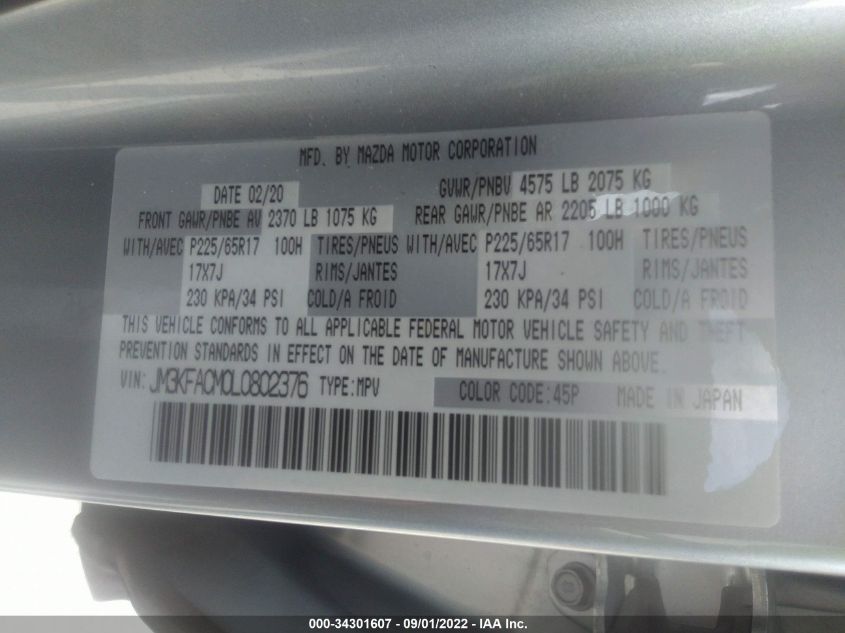 MFD. BY MAZDA MOTOR CORPORATION
DATE 02/20 GVWR/PNBV 4575 LB 2075 KG
FRONT GAWR/PNBE AV 2370 LB 1075 KG REAR GAWR/PNBE AR 2205 LB 1000 KG
WITH/AVEC P225/65R17 100H TIRES/PNEUS WITH/AVEC P225/65R17 100H TIRES/PNEUS
17X7J RIMS/JANTES 17X7J RIMS/JANTES
230 KPA/34 PSI COLD/A FROID 230 KPA/34 PSI COLD/A FROID
THIS VEHICLE CONFORMS TO ALL APPLICABLE FEDERAL MOTOR VEHICLE SAFETY AND THEFT
PREVENTION STANDARDS IN EFFECT ON THE DATE OF MANUFACTURE SHOWN ABOVE.
VIN: JM3KFACM0L0802376 TYPE:MPV COLOR CODE:45P MADE IN JAPAN
000-34301607 - 09/01/2022 - IAA Inc.